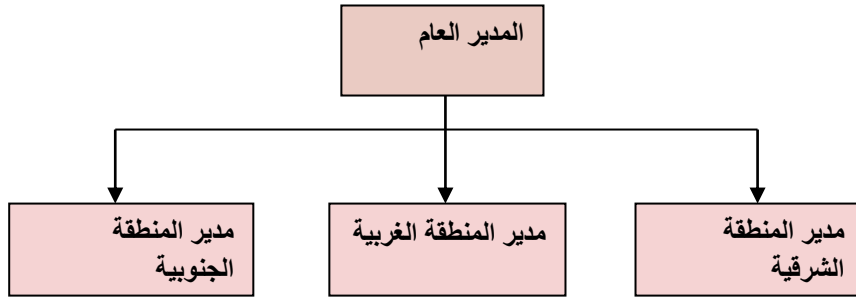 المدير العام
مدير المنطقة
الشرقية
مدير المنطقة الغربية
مدير المنطقة
الجنوبية